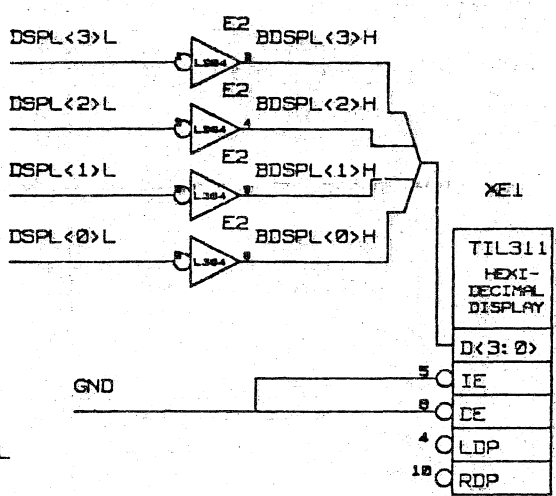 E2
DSPL<3>L
BDSPL<3>H
E2
DSPL<2>L
BDSPL<2>H
4
E2
DSPL<1>L
BDSPL<1>H
E2
DSPL<0>L
BDSPL<0>H
XE1
TIL311
HEXI-
DECIMAL
DISPLAY
D<3:0>
5
IE
GND
8
4
LDP
10
RDP